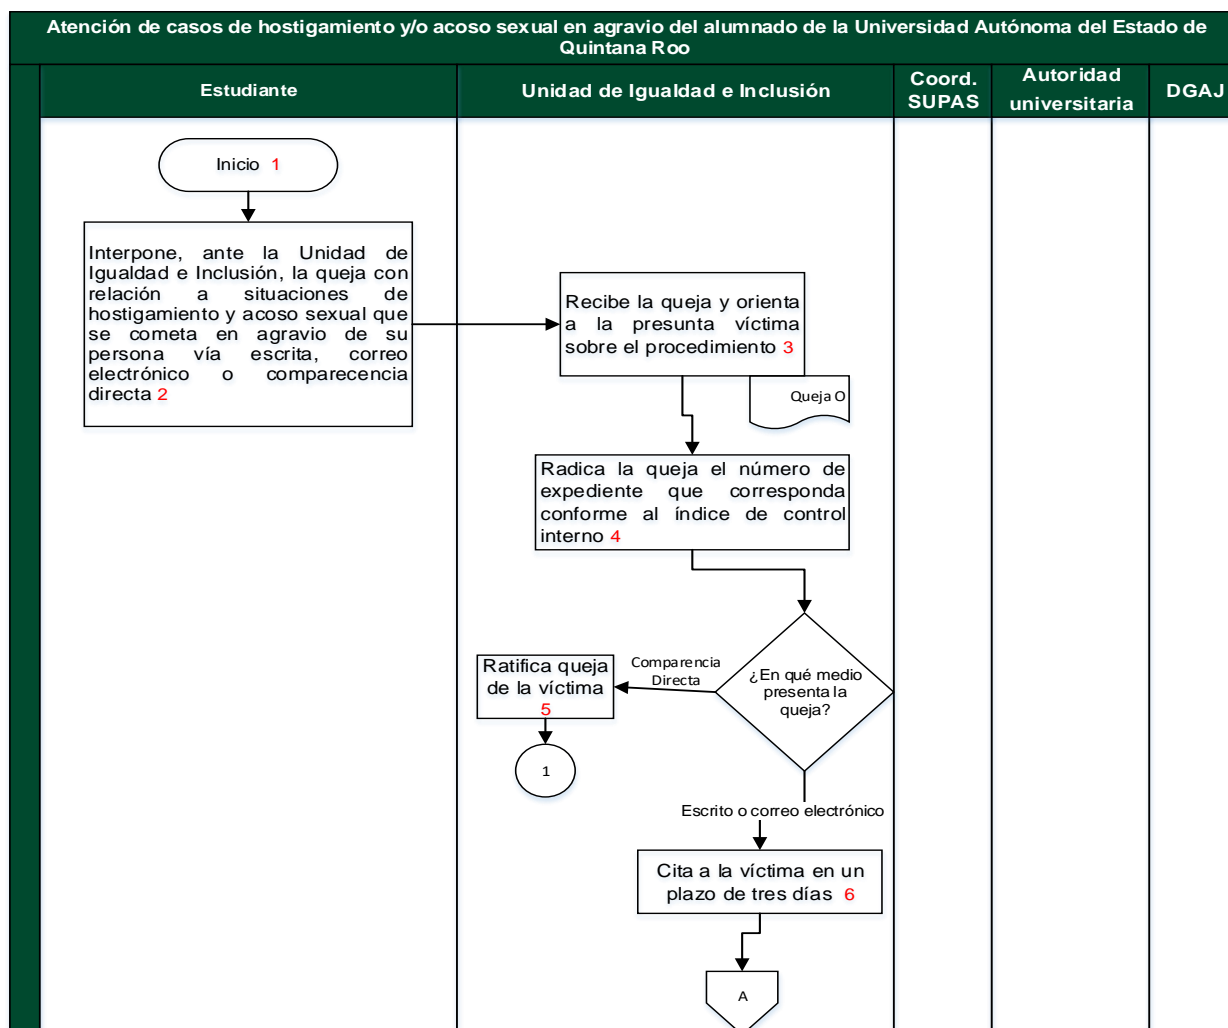 Atención de casos de hostigamiento y/o acoso sexual en agravio del alumnado de la Universidad Autónoma del Estado de
Quintana Roo
Estudiante
Unidad de Igualdad e Inclusión
Coord.
SUPAS
Autoridad
universitaria
DGAJ
Inicio 1
Interpone, ante la Unidad de
Igualdad e Inclusión, la queja con
relación a situaciones de
hostigamiento y acoso sexual que
se cometa en agravio de su
persona vía escrita, correo
electrónico o comparecencia
directa 2
Recibe la queja y orienta
a la presunta víctima
sobre el procedimiento 3
Queja O
Radica la queja el número de
expediente que corresponda
conforme al índice de control
interno 4
¿En qué medio
presenta la
queja?
Comparencia
Directa
Ratifica queja
de la víctima
5
1
Escrito o correo electrónico
Cita a la víctima en un
plazo de tres días 6
A